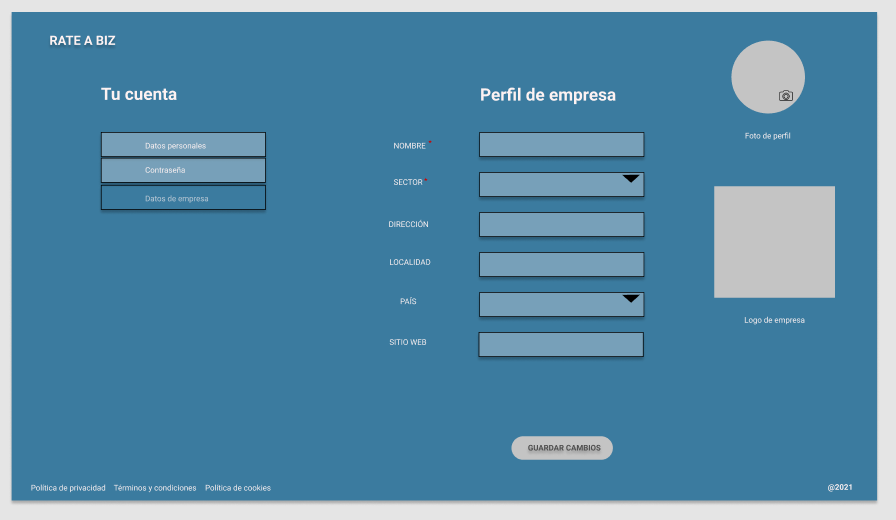 RATE A BIZ
Tu cuenta
Datos personales
Contraseña
Datos de empresa
Perfil de empresa
NOMBRE *
SECTOR *
DIRECCIÓN
LOCALIDAD
PAÍS
SITIO WEB
GUARDAR CAMBIOS
Foto de perfil
Logo de empresa
Política de privacidad Términos y condiciones Política de cookies
@2021